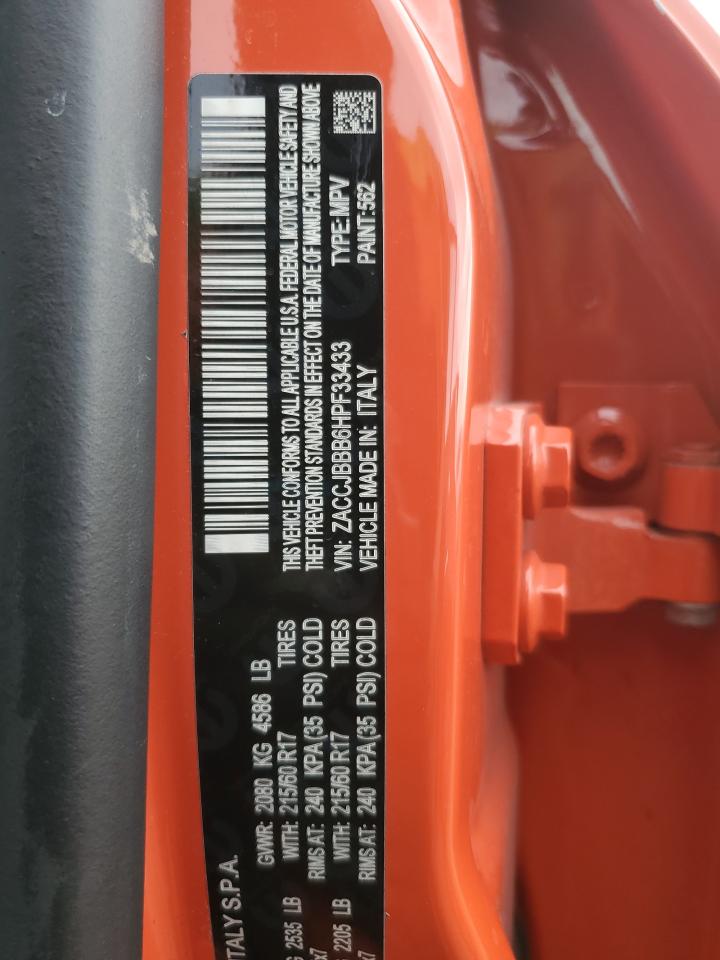 ITALY S.P.A.
GVWR: 2080 KG 4586 LB
2535 LB WITH: 215/60 R17 TIRES
x7 RIMS AT: 240 KPA(35 PSI) COLD
2205 LB WITH: 215/60 R17 TIRES
x7 RIMS AT: 240 KPA(35 PSI) COLD
THIS VEHICLE CONFORMS TO ALL APPLICABLE U.S.A. FEDERAL MOTOR VEHICLE SAFETY AND
THEFT PREVENTION STANDARDS IN EFFECT ON THE DATE OF MANUFACTURE SHOWN ABOVE
VIN: ZACCJBBB6HPF33433 TYPE: MPV
VEHICLE MADE IN: ITALY PAINT:562